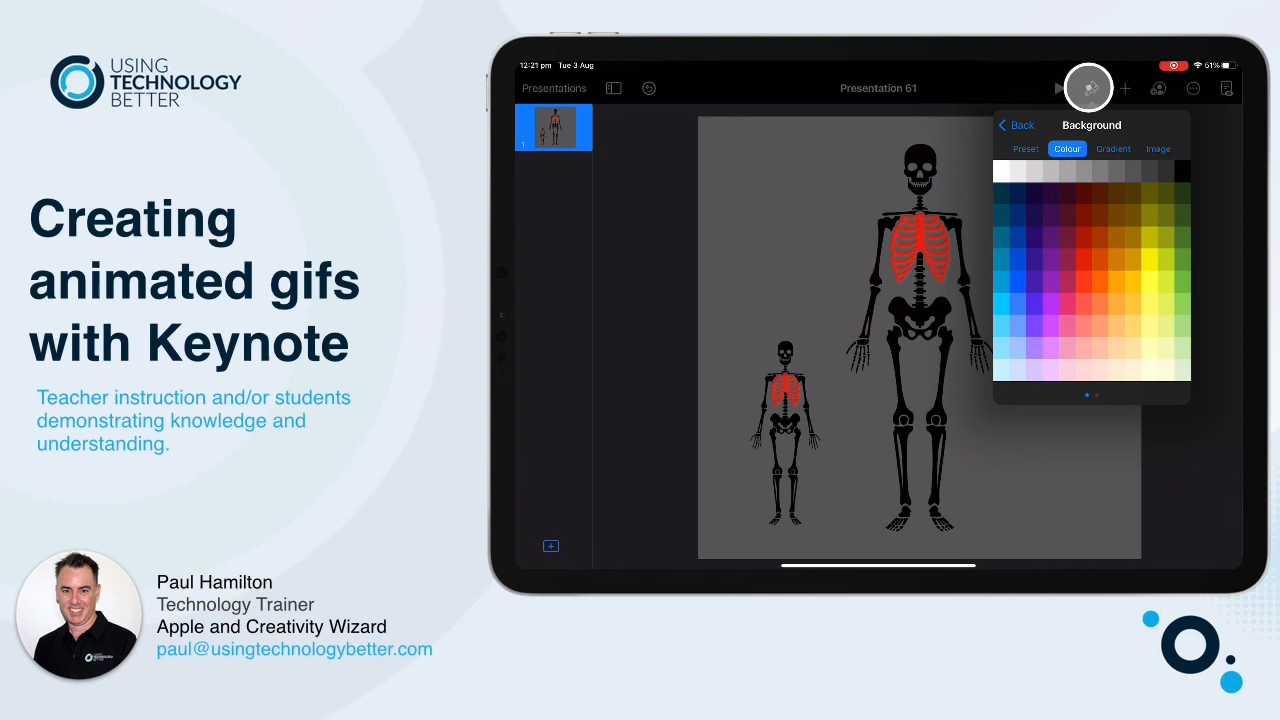 USING
TECHNOLOGY
BETTER
Creating
animated gifs
with Keynote
Teacher instruction and/or students
demonstrating knowledge and
understanding.
Paul Hamilton
Technology Trainer
Apple and Creativity Wizard
paul@usingtechnologybetter.com
12:21 pm Tue 3 Aug
51%
Presentations
Presentation 61
Back
Background
Preset
Colour
Gradient
Image
1